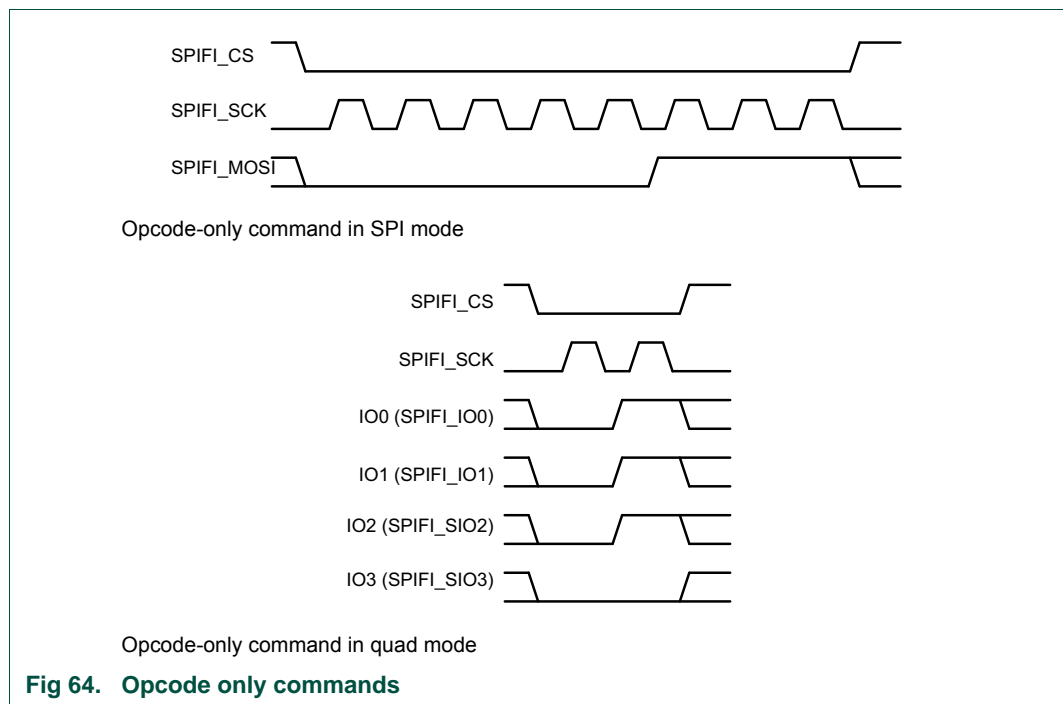 SPIFI_CS
SPIFI_SCK
SPIFI_MOSI
Opcode-only command in SPI mode
SPIFI_CS
SPIFI_SCK
IO0 (SPIFI_IO0)
IO1 (SPIFI_IO1)
IO2 (SPIFI_SIO2)
IO3 (SPIFI_SIO3)
Opcode-only command in quad mode
Fig 64. Opcode only commands